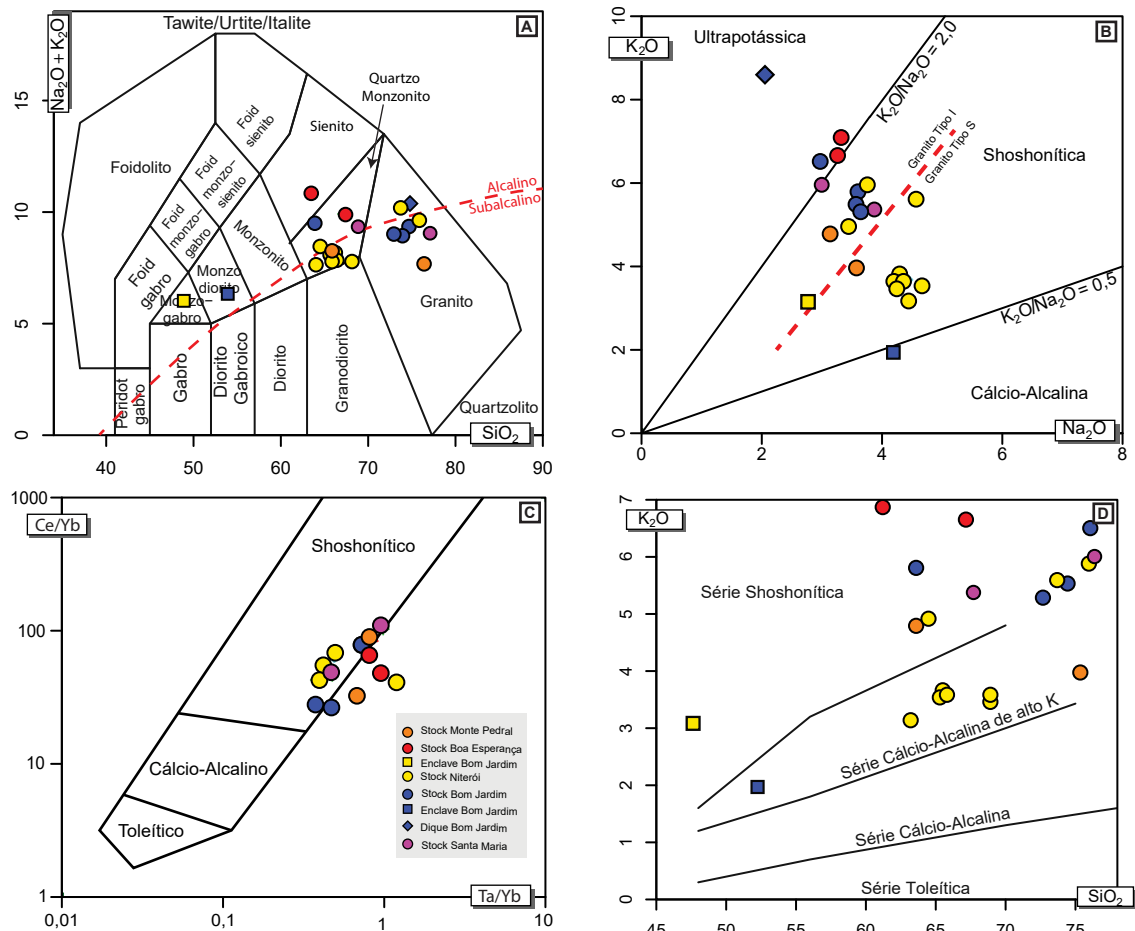 Tawite/Urtite/Italite
A
Na₂O + K₂O
15
10
5
0
Quartzo
Monzonito
Foid
sienito
Sienito
Foidolito
Foid
monzo-
sienito
Alcalino
Subalcalino
Foid
monzo-
gabro
Monzonito
Foid
gabro
Monzo
diorito
Monzo-
gabro
Granito
Peridot
gabro
Gabro
Diorito
Gabroico
Diorito
Granodiorito
Quartzolito
SiO₂
40
50
60
70
80
90
B
K₂O
10
8
6
4
2
0
Ultrapotássica
K₂O/Na₂O = 2,0
Granito Tipo I
Granito Tipo S
Shoshonítica
K₂O/Na₂O = 0,5
Cálcio-Alcalina
Na₂O
0
2
4
6
8
C
1000
Ce/Yb
100
10
1
Shoshonítico
Cálcio-Alcalino
Toleítico
Stock Monte Pedral
Stock Boa Esperança
Enclave Bom Jardim
Stock Niterói
Stock Bom Jardim
Enclave Bom Jardim
Dique Bom Jardim
Stock Santa Maria
Ta/Yb
0,01
0,1
1
10
D
K₂O
7
6
5
4
3
2
1
0
Série Shoshonítica
Série Cálcio-Alcalina de alto K
Série Cálcio-Alcalina
Série Toleítica
SiO₂
45
50
55
60
65
70
75